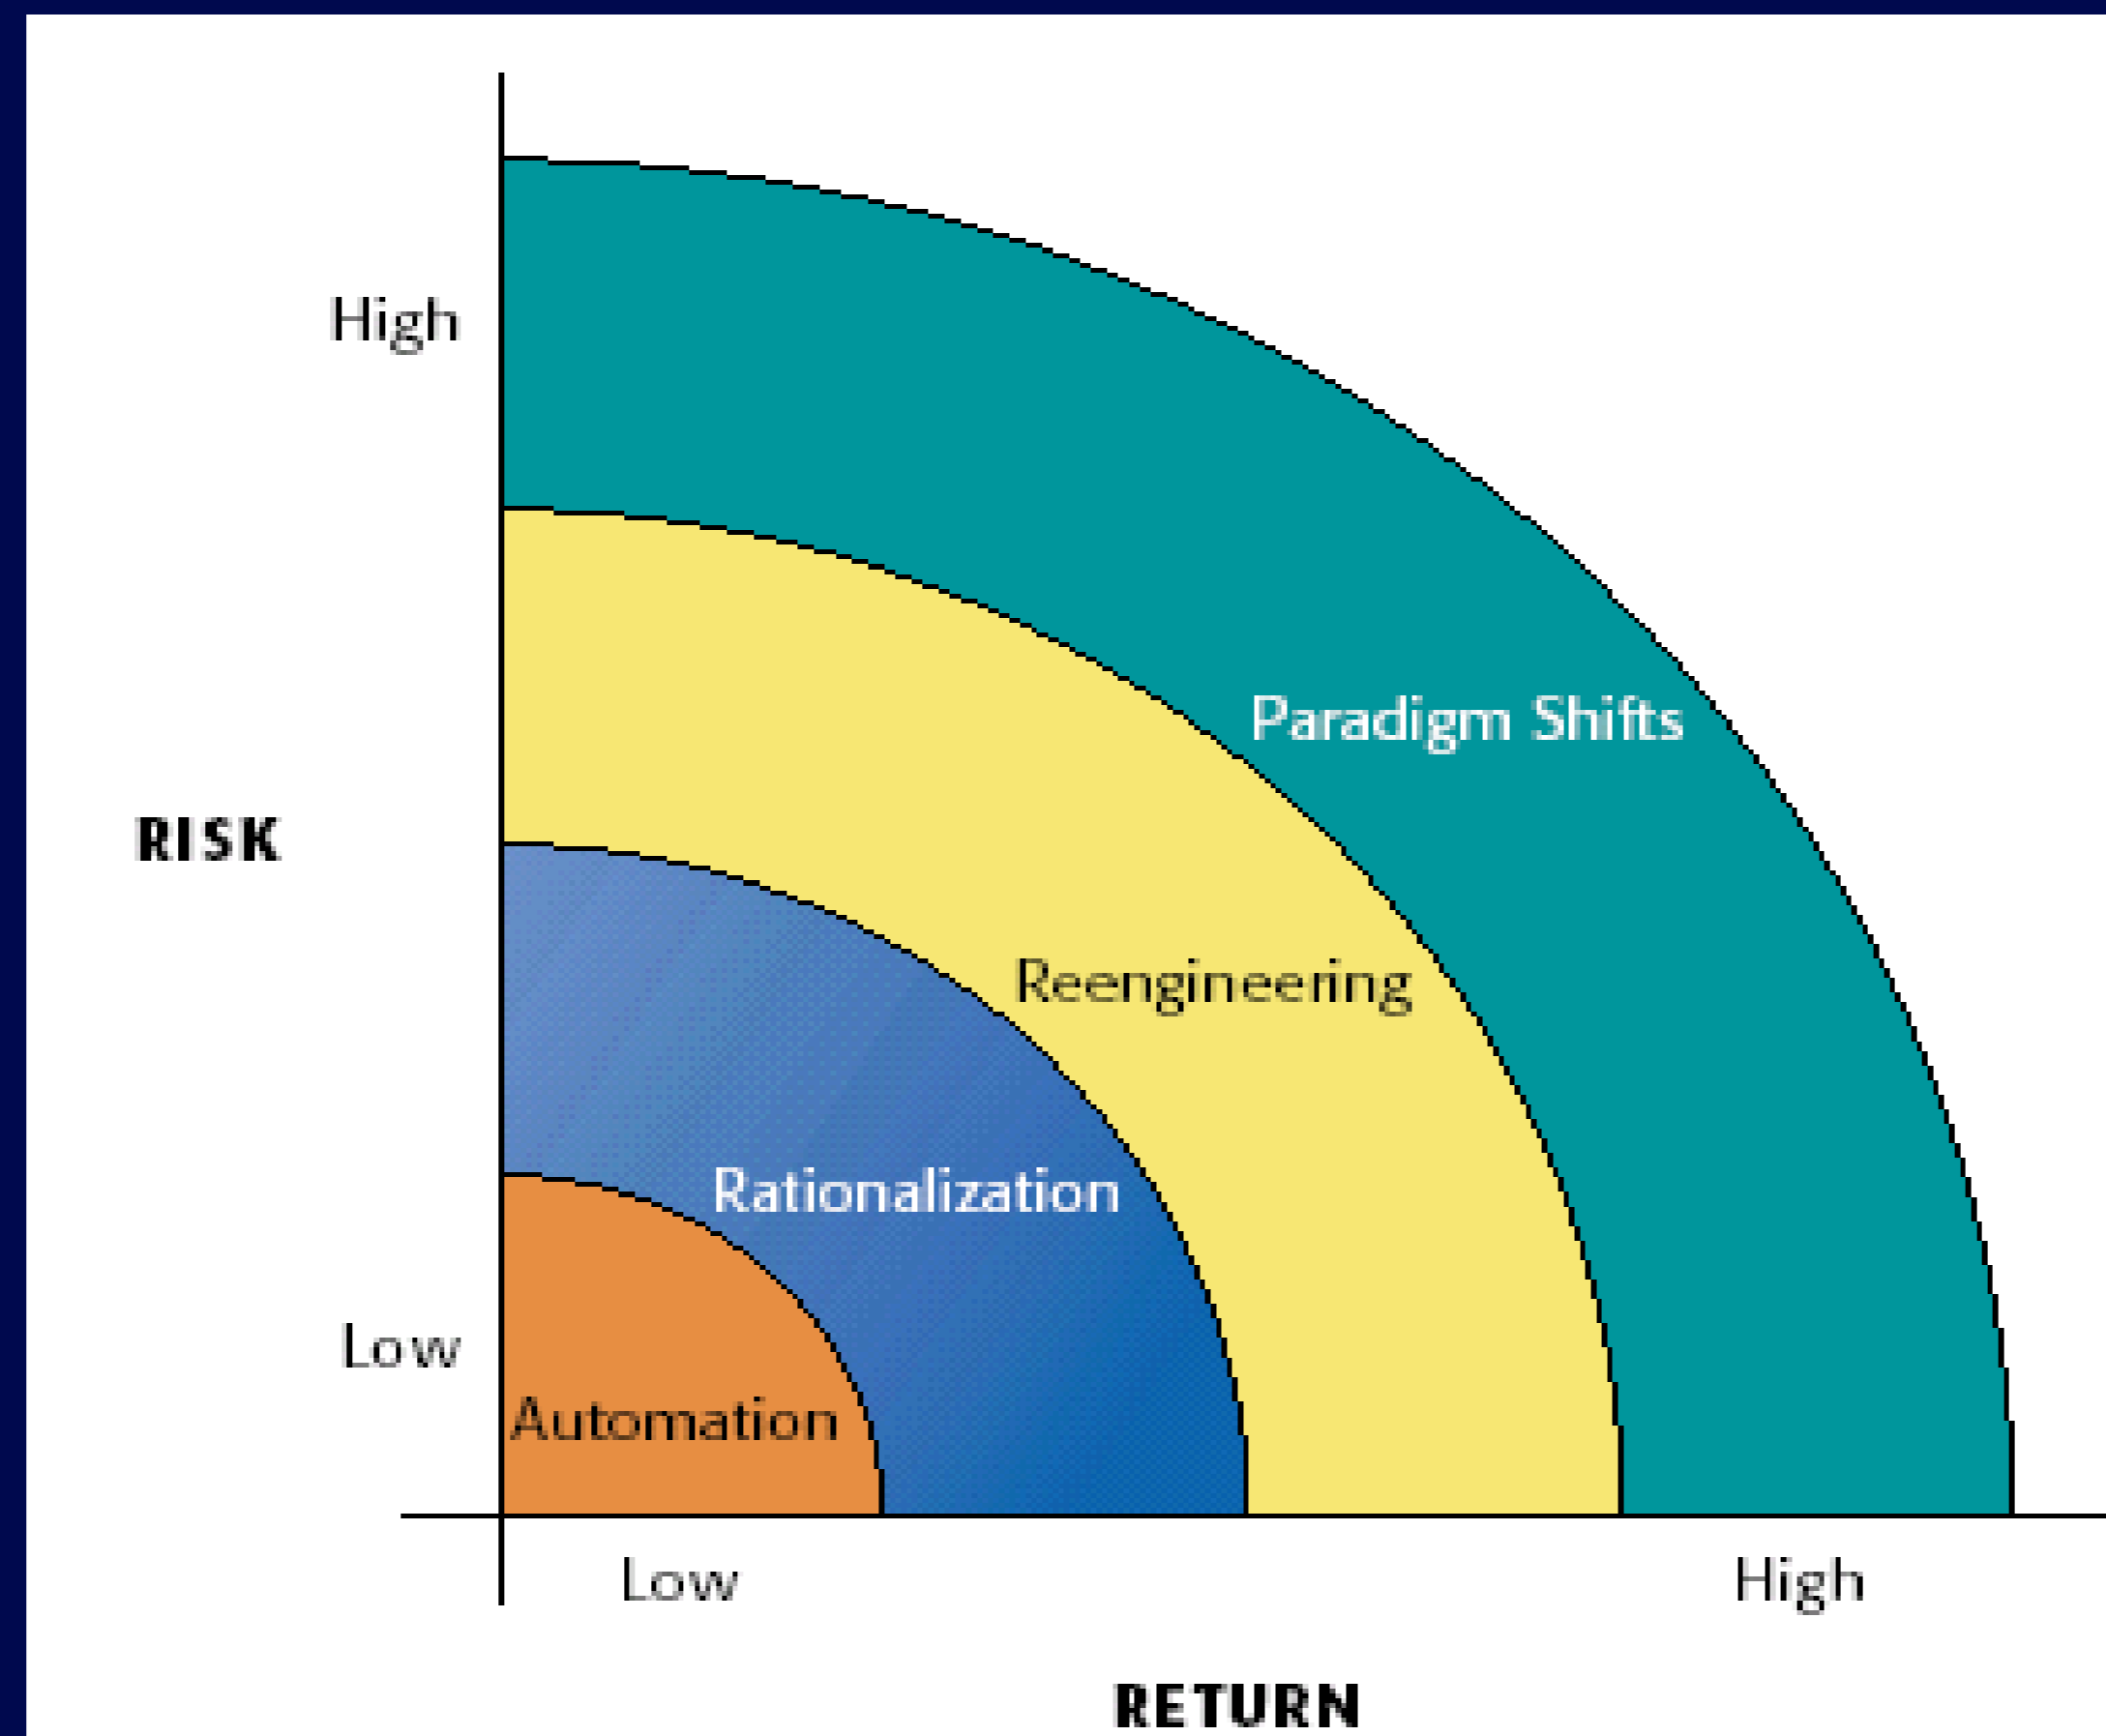 High
Paradigm Shifts
RISK
Reengineering
Rationalization
Low
Automation
Low
High
RETURN